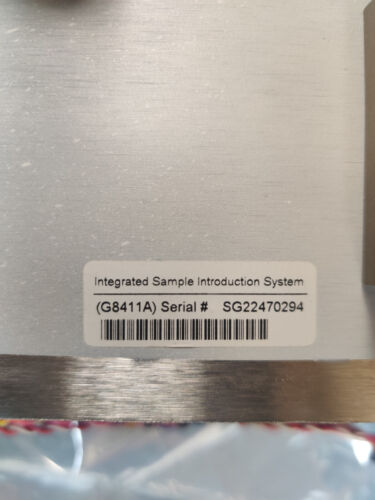 Integrated Sample Introduction System
(G8411A) Serial # SG22470294